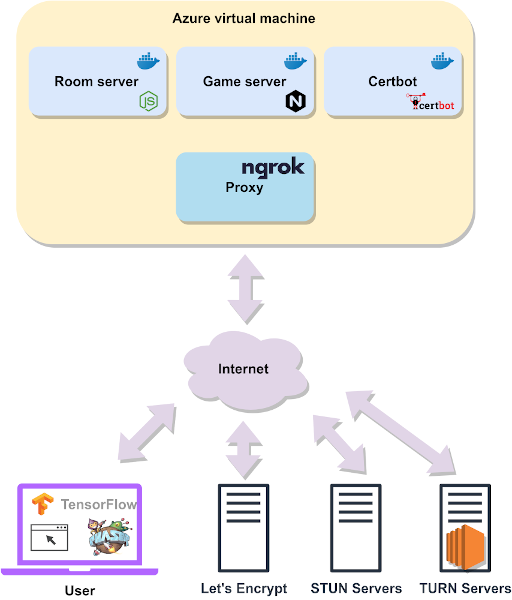 Azure virtual machine
Room server
Game server
Certbot
JS
N
certbot
ngrok
Proxy
Internet
TensorFlow
User
Let's Encrypt
STUN Servers
TURN Servers